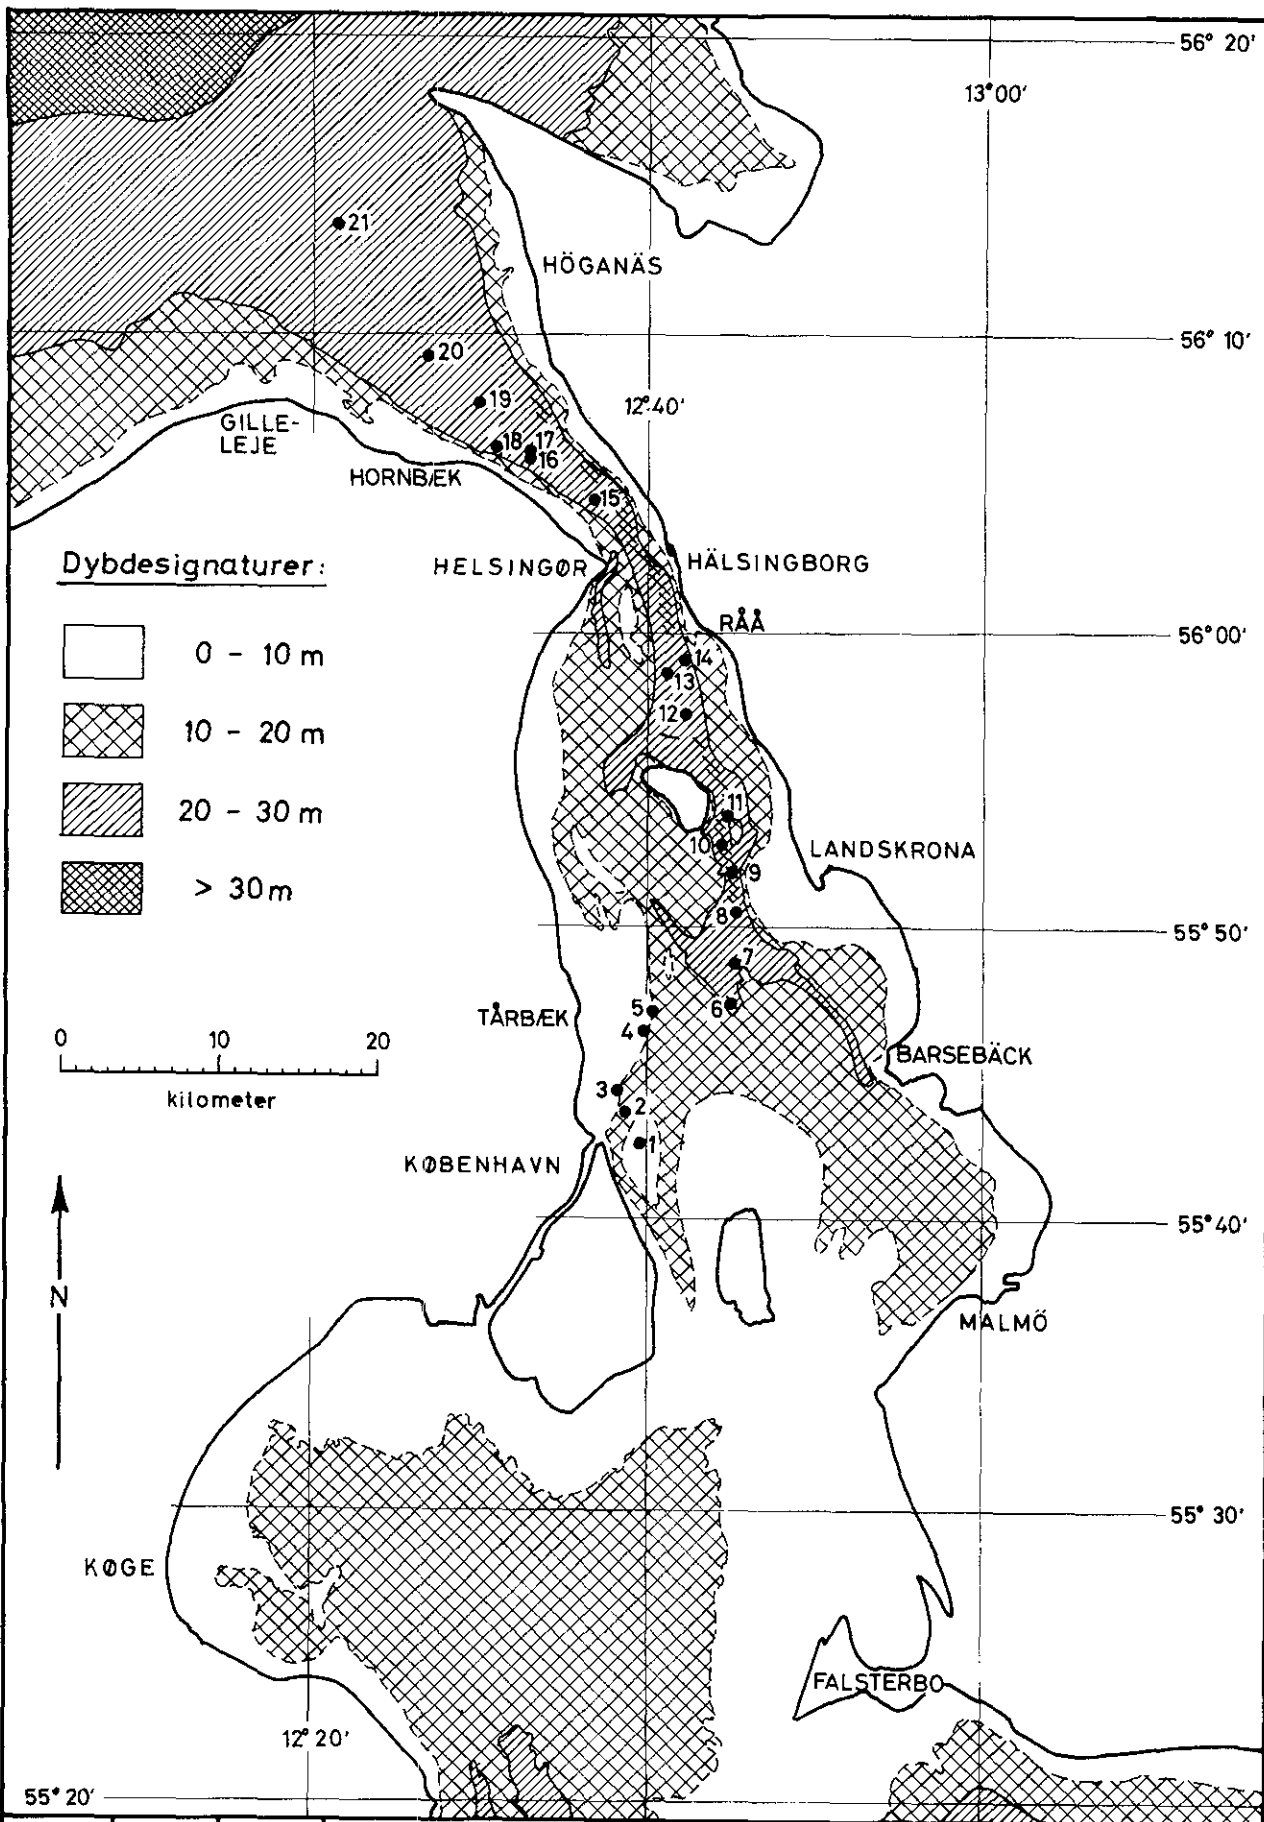 56° 20'
13°00'
21
HÖGANÄS
56° 10'
20
19
12°40'
GILLE-
LEJE
18
17
16
HORNBÆK
15
Dybdesignaturer:
HELSINGØR
HÄLSINGBORG
RÅÅ
56° 00'
0 - 10 m
14
13
12
10 - 20 m
20 - 30 m
11
10
LANDSKRONA
9
> 30 m
8
55° 50'
7
6
5
TÅRBÆK
4
0 10 20
kilometer
BARSEBÄCK
3
2
1
KØBENHAVN
55° 40'
N
MALMÖ
55° 30'
KØGE
FALSTERBO
12° 20'
55° 20'